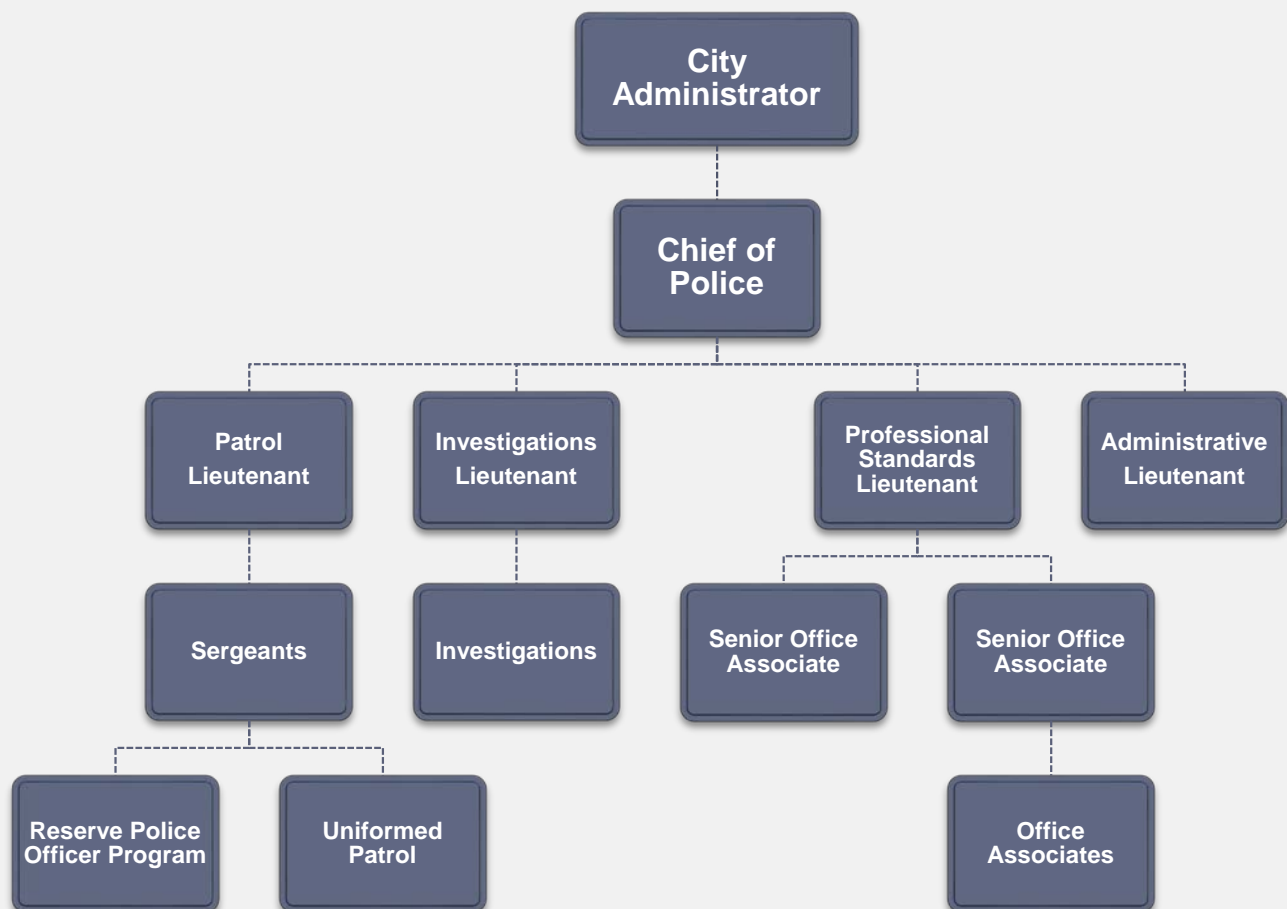 City
Administrator
Chief of
Police
Patrol
Lieutenant
Investigations
Lieutenant
Professional
Standards
Lieutenant
Administrative
Lieutenant
Sergeants
Investigations
Senior Office
Associate
Senior Office
Associate
Reserve Police
Officer Program
Uniformed
Patrol
Office
Associates